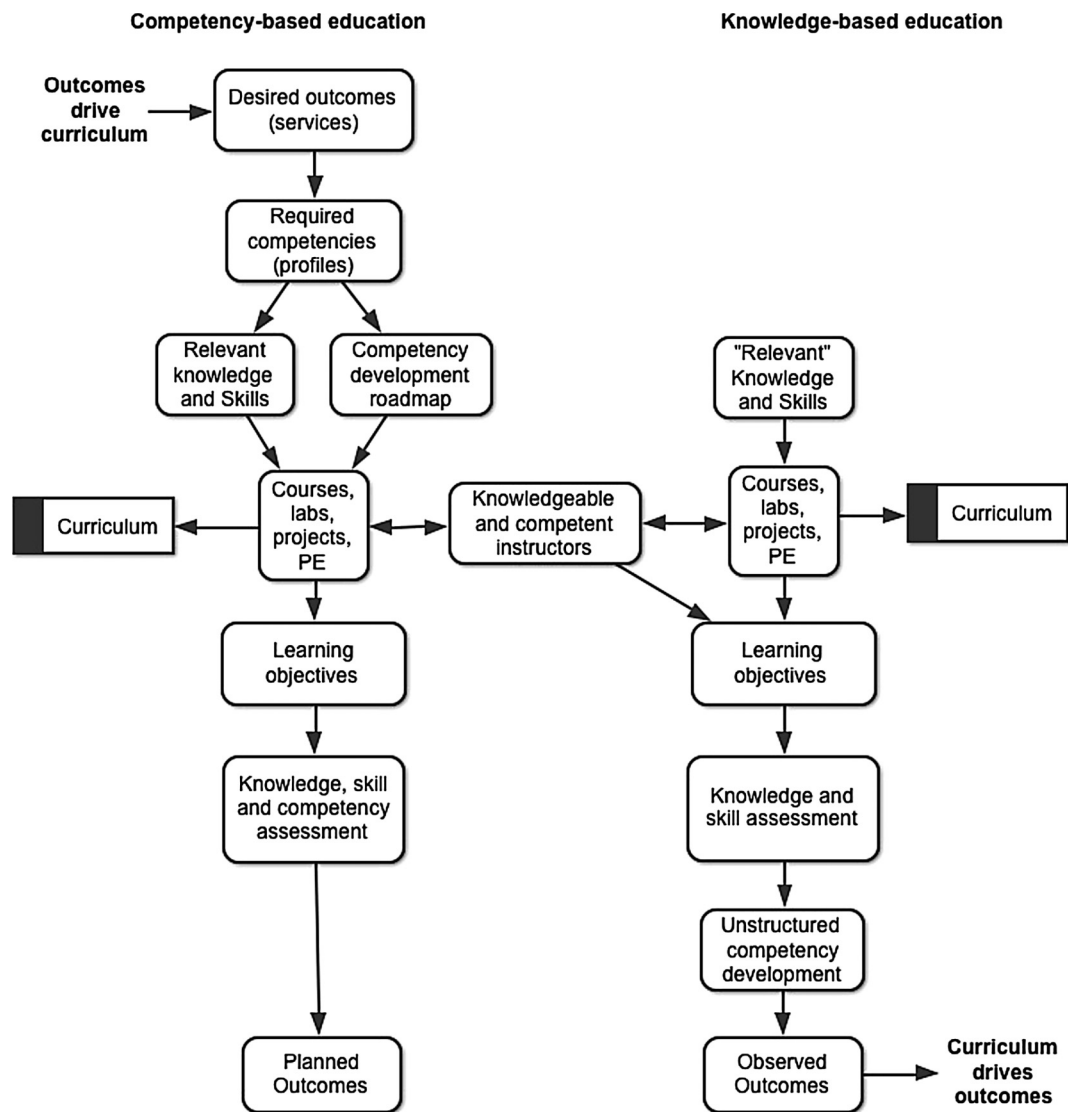 Competency-based education
Knowledge-based education
Outcomes
drive
curriculum
Desired outcomes
(services)
Required
competencies
(profiles)
Relevant
knowledge
and Skills
Competency
development
roadmap
"Relevant"
Knowledge
and Skills
Curriculum
Courses,
labs,
projects,
PE
Knowledgeable
and competent
instructors
Courses,
labs,
projects,
PE
Curriculum
Learning
objectives
Learning
objectives
Knowledge, skill
and competency
assessment
Knowledge and
skill assessment
Unstructured
competency
development
Planned
Outcomes
Observed
Outcomes
Curriculum
drives
outcomes